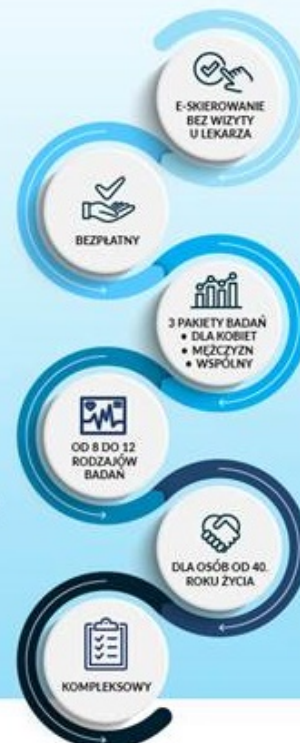 E-SKIEROWANIE
BEZ WIZYTY
U LEKARZA
BEZPŁATNY
3 PAKIETY BADAŃ
• DLA KOBIET
• MĘŻCZYZN
• WSPÓLNY
OD 8 DO 12
RODZAJÓW
BADAŃ
DLA OSÓB OD 40.
ROKU ŻYCIA
KOMPLEKSOWY